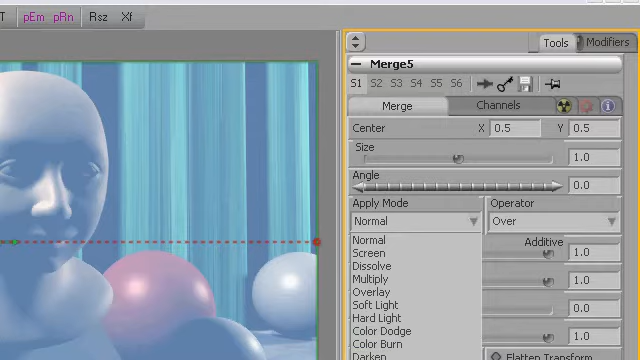 T pEm pRn Rsz Xf
Tools Modifiers
Merge5
S1 S2 S3 S4 S5 S6
Merge Channels
Center X 0.5 Y 0.5
Size
1.0
Angle
0.0
Apply Mode Operator
Normal Over
Normal Additive
Screen 1.0
Dissolve
Multiply 1.0
Overlay
Soft Light 0.0
Hard Light
Color Dodge 1.0
Color Burn
Darken Flatten Transform